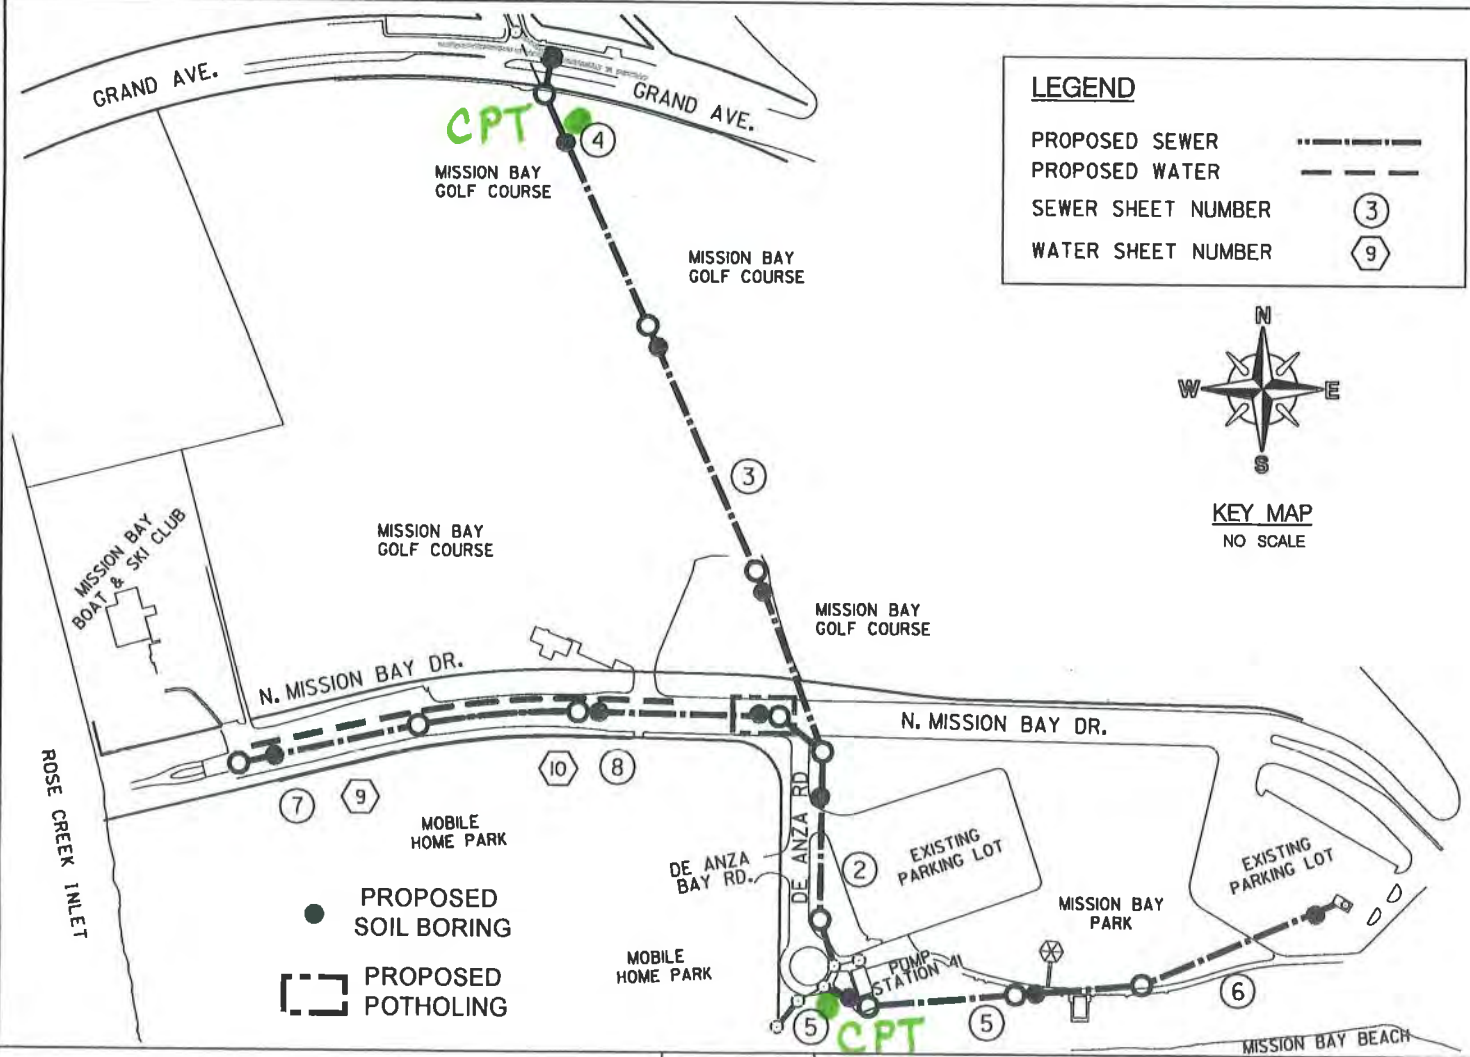 GRAND AVE.
GRAND AVE.
CPT
4
MISSION BAY
GOLF COURSE
LEGEND
PROPOSED SEWER
PROPOSED WATER
SEWER SHEET NUMBER 3
WATER SHEET NUMBER 9
MISSION BAY
GOLF COURSE
N
W E
S
KEY MAP
NO SCALE
3
MISSION BAY
GOLF COURSE
MISSION BAY
BOAT & SKI CLUB
MISSION BAY
GOLF COURSE
N. MISSION BAY DR.
N. MISSION BAY DR.
ROSE CREEK INLET
7
9
10
8
MOBILE
HOME PARK
DE ANZA
BAY RD.
DE ANZA RD
2
EXISTING
PARKING LOT
EXISTING
PARKING LOT
MISSION BAY
PARK
PROPOSED
SOIL BORING
PROPOSED
POTHOLING
MOBILE
HOME PARK
PUMP
STATION 41
5
CPT
5
6
MISSION BAY BEACH